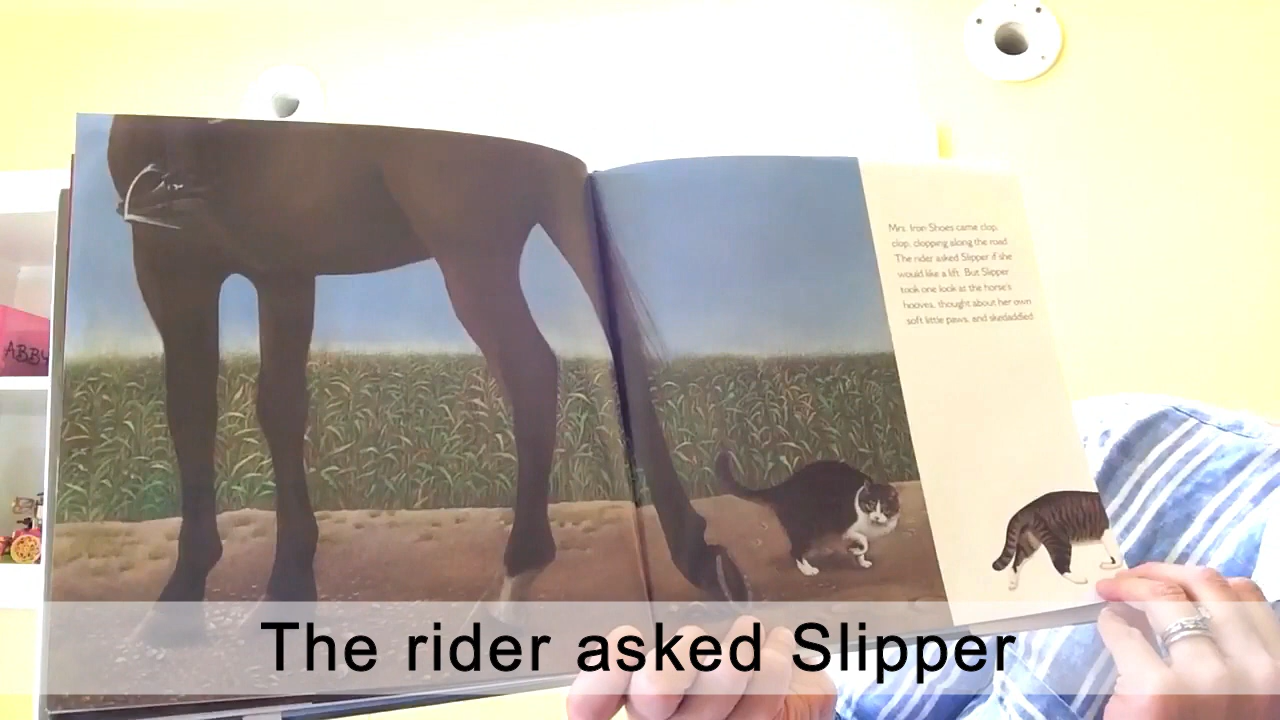 Mrs. Iron Shoes came clop,
clop, clopping along the road.
The rider asked Slipper if she
would like a lift. But Slipper
took one look at the horse's
hooves, thought about her own
soft little paws, and skedaddled
ABBY
The rider asked Slipper